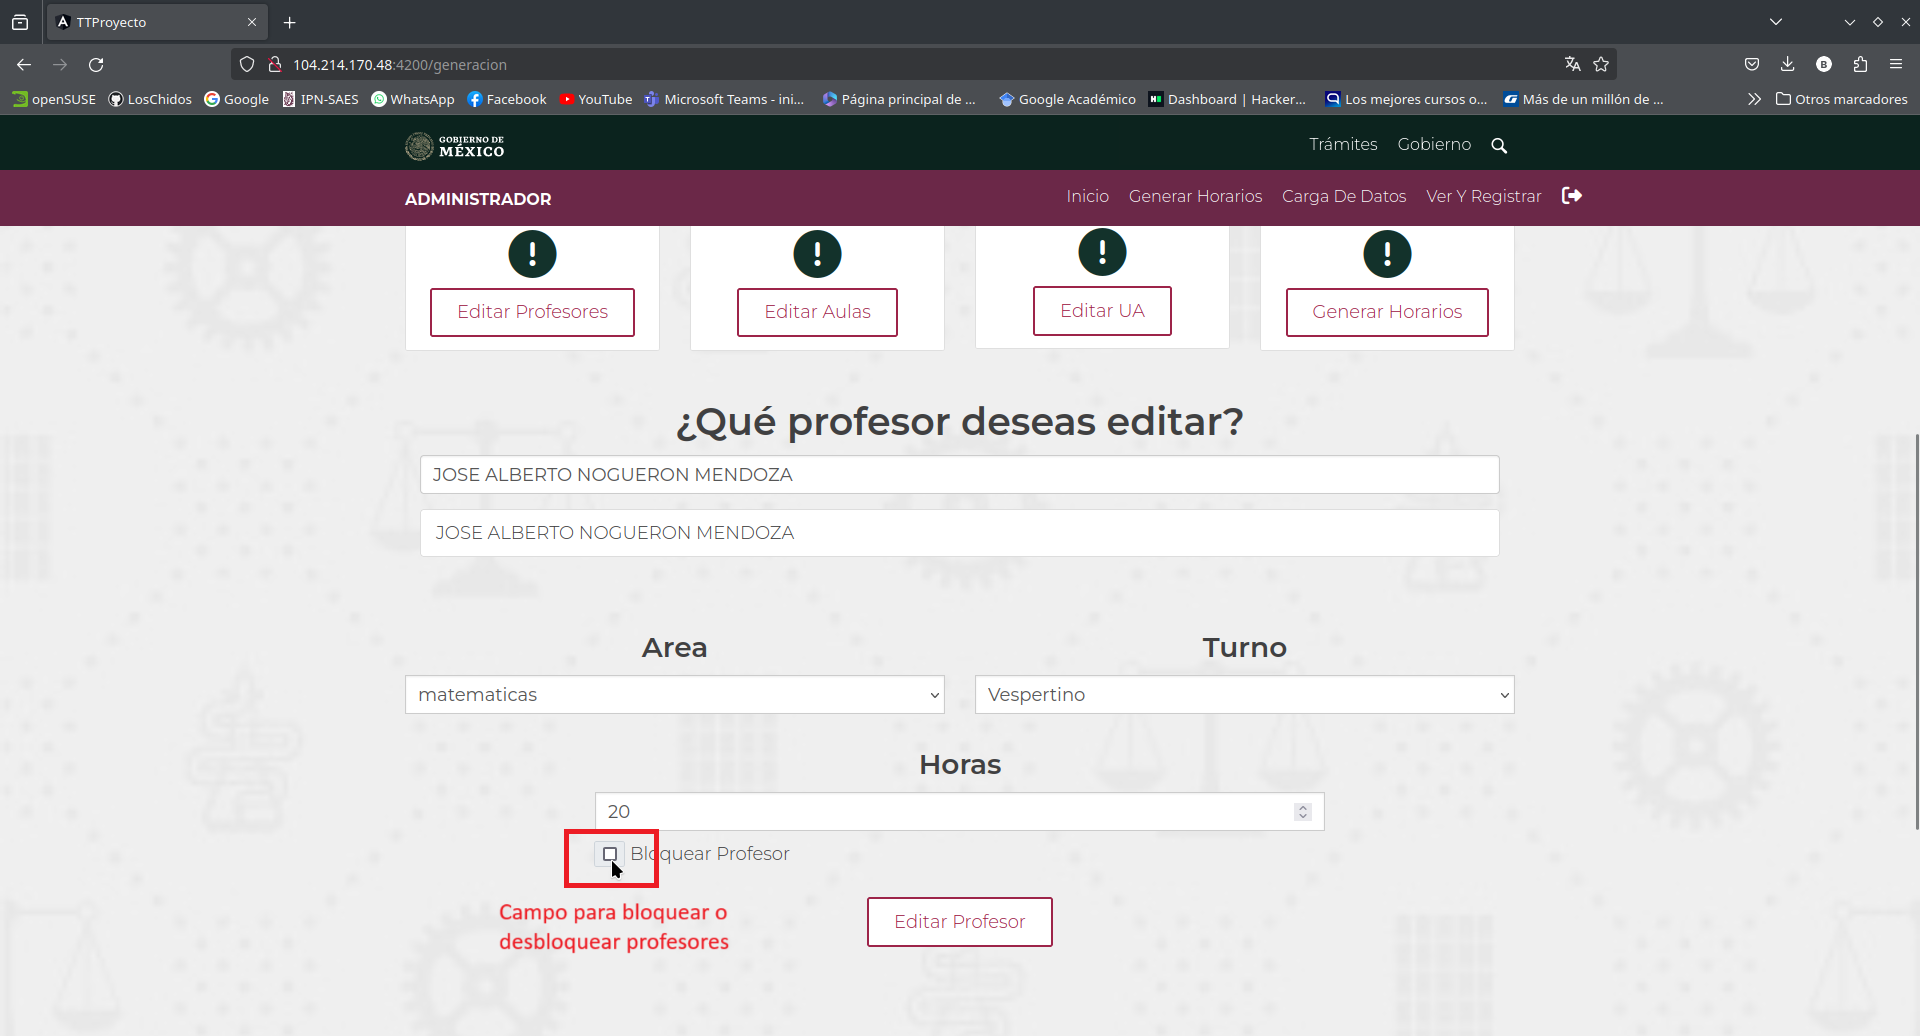 TTProyecto
104.214.170.48:4200/generacion
B
openSUSE LosChidos Google IPN-SAES WhatsApp Facebook YouTube Microsoft Teams - ini... Página principal de ... Google Académico Dashboard | Hacker... Los mejores cursos o... Más de un millón de ... Otros marcadores
GOBIERNO DE
MÉXICO
Trámites Gobierno
ADMINISTRADOR Inicio Generar Horarios Carga De Datos Ver Y Registrar
! ! ! !
Editar Profesores Editar Aulas Editar UA Generar Horarios
¿Qué profesor deseas editar?
JOSE ALBERTO NOGUERON MENDOZA
JOSE ALBERTO NOGUERON MENDOZA
Area Turno
matematicas Vespertino
Horas
20
Bloquear Profesor
Campo para bloquear o
desbloquear profesores
Editar Profesor